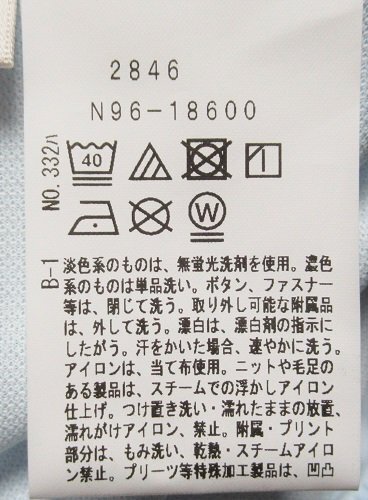 2846
N96-18600
NO.332ハ
40
W
B-1
淡色系のものは、無蛍光洗剤を使用。濃色
系のものは単品洗い。ボタン、ファスナー
等は、閉じて洗う。取り外し可能な附属品
は、外して洗う。漂白は、漂白剤の指示に
したがう。汗をかいた場合、速やかに洗う。
アイロンは、当て布使用。ニットや毛足の
ある製品は、スチームでの浮かしアイロン
仕上げ。つけ置き洗い・濡れたままの放置、
濡れがけアイロン、禁止。附属・プリント
部分は、もみ洗い、乾熱・スチームアイロ
ン禁止。プリーツ等特殊加工製品は、凹凸